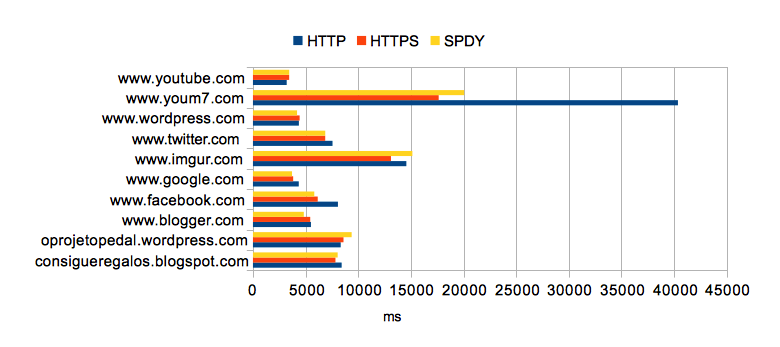 HTTP HTTPS SPDY
www.youtube.com
www.youm7.com
www.wordpress.com
www.twitter.com
www.imgur.com
www.google.com
www.facebook.com
www.blogger.com
oprojetopedal.wordpress.com
consigueregalos.blogspot.com
0 5000 10000 15000 20000 25000 30000 35000 40000 45000
ms